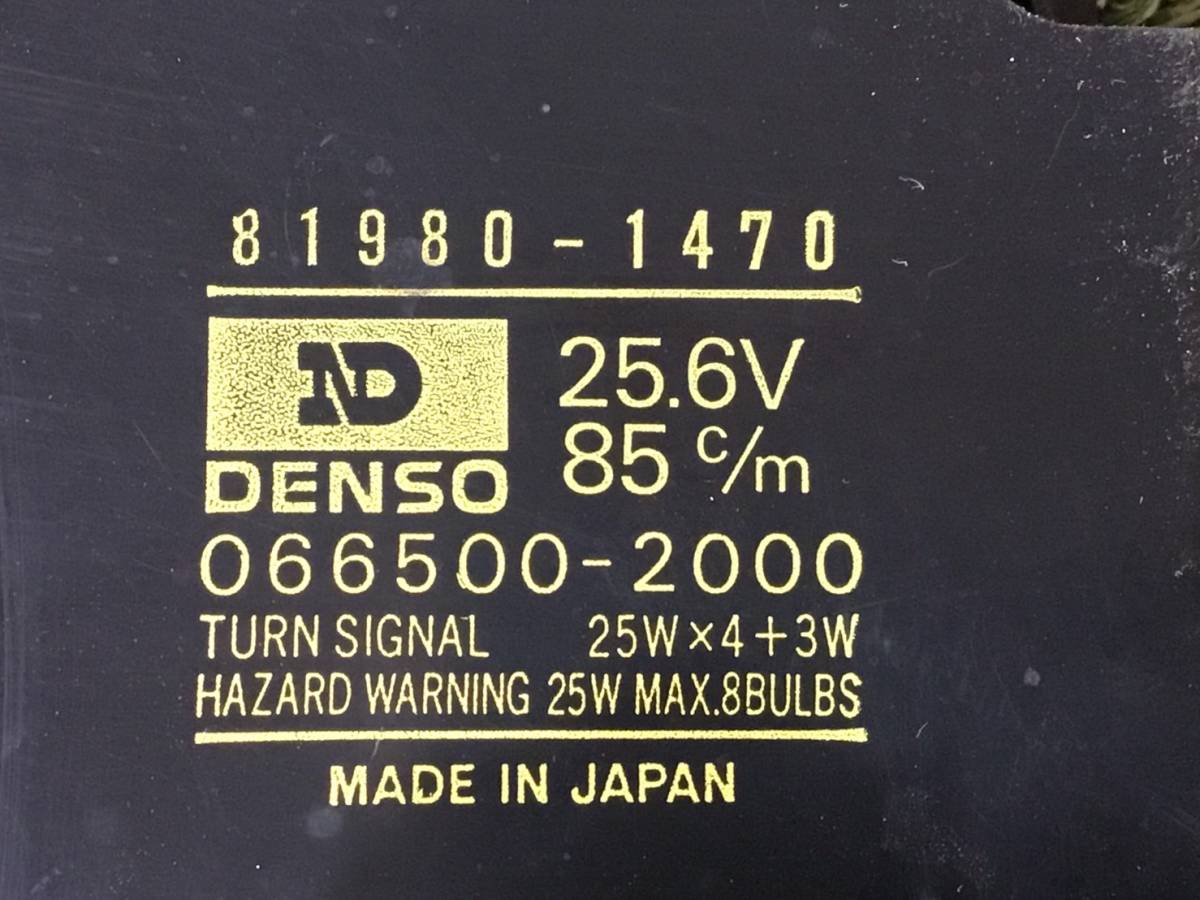 81980-1470
ND
25.6V
85 c/m
DENSO
066500-2000
TURN SIGNAL 25W×4+3W
HAZARD WARNING 25W MAX.8BULBS
MADE IN JAPAN